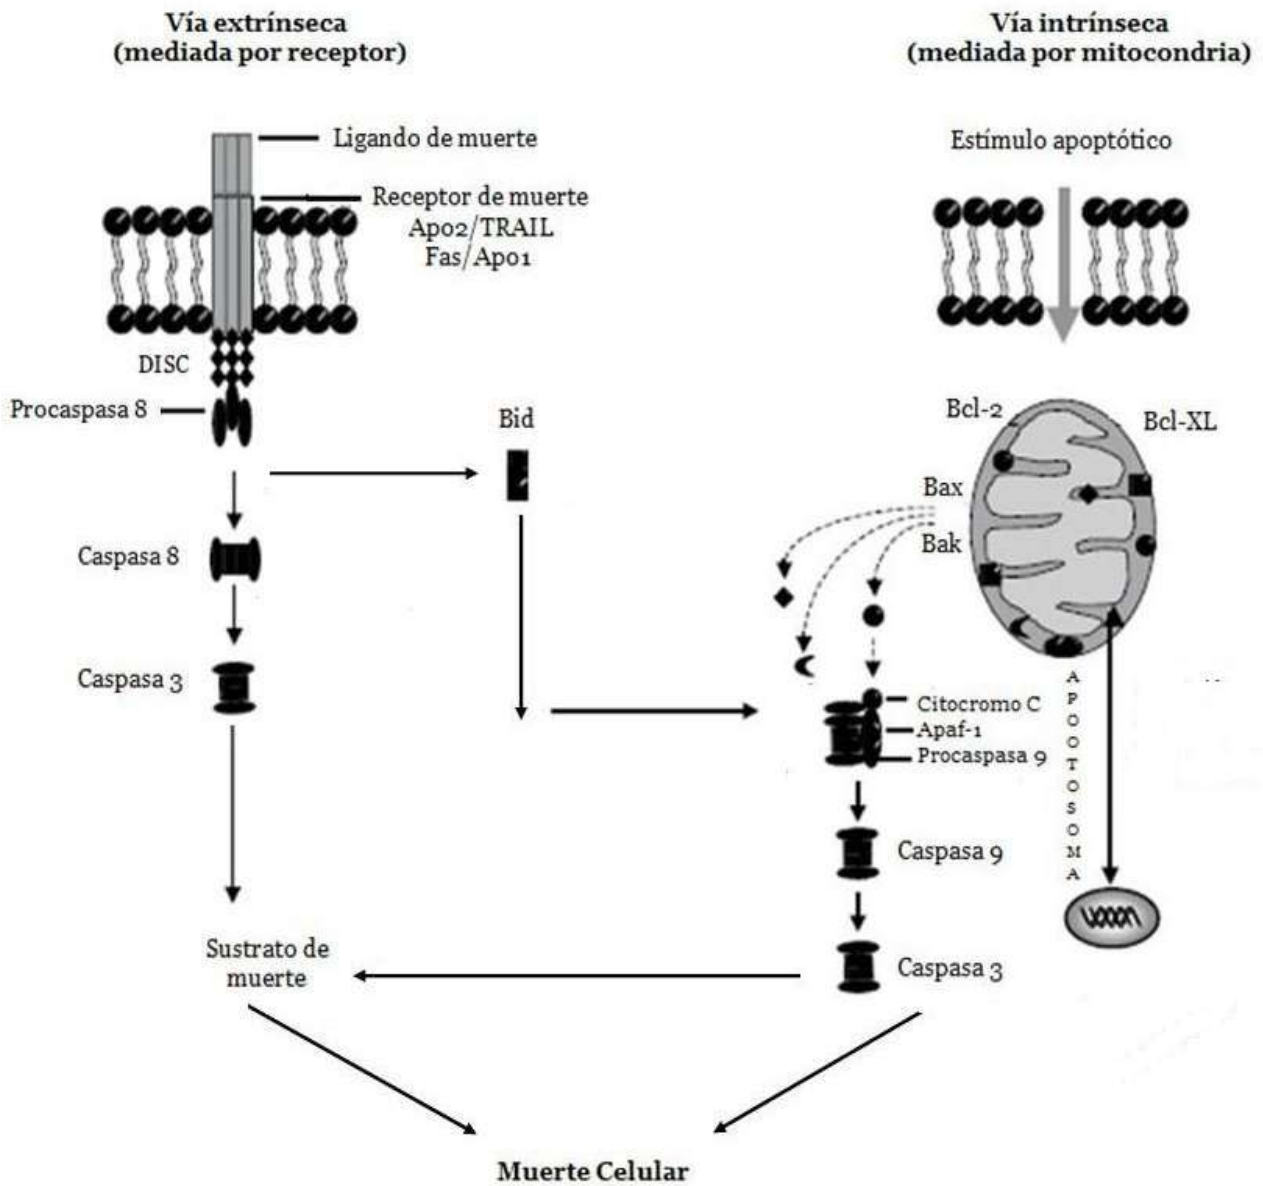 Vía extrínseca
(mediada por receptor)
Vía intrínseca
(mediada por mitocondria)
Ligando de muerte
Estímulo apoptótico
Receptor de muerte
Apo2/TRAIL
Fas/Apo1
DISC
Procaspasa 8
Bid
Bcl-2
Bcl-XL
Bax
Bak
Caspasa 8
Caspasa 3
Citocromo C
Apaf-1
Procaspasa 9
A
P
O
O
T
O
S
O
M
A
Caspasa 9
Caspasa 3
Sustrato de
muerte
Muerte Celular